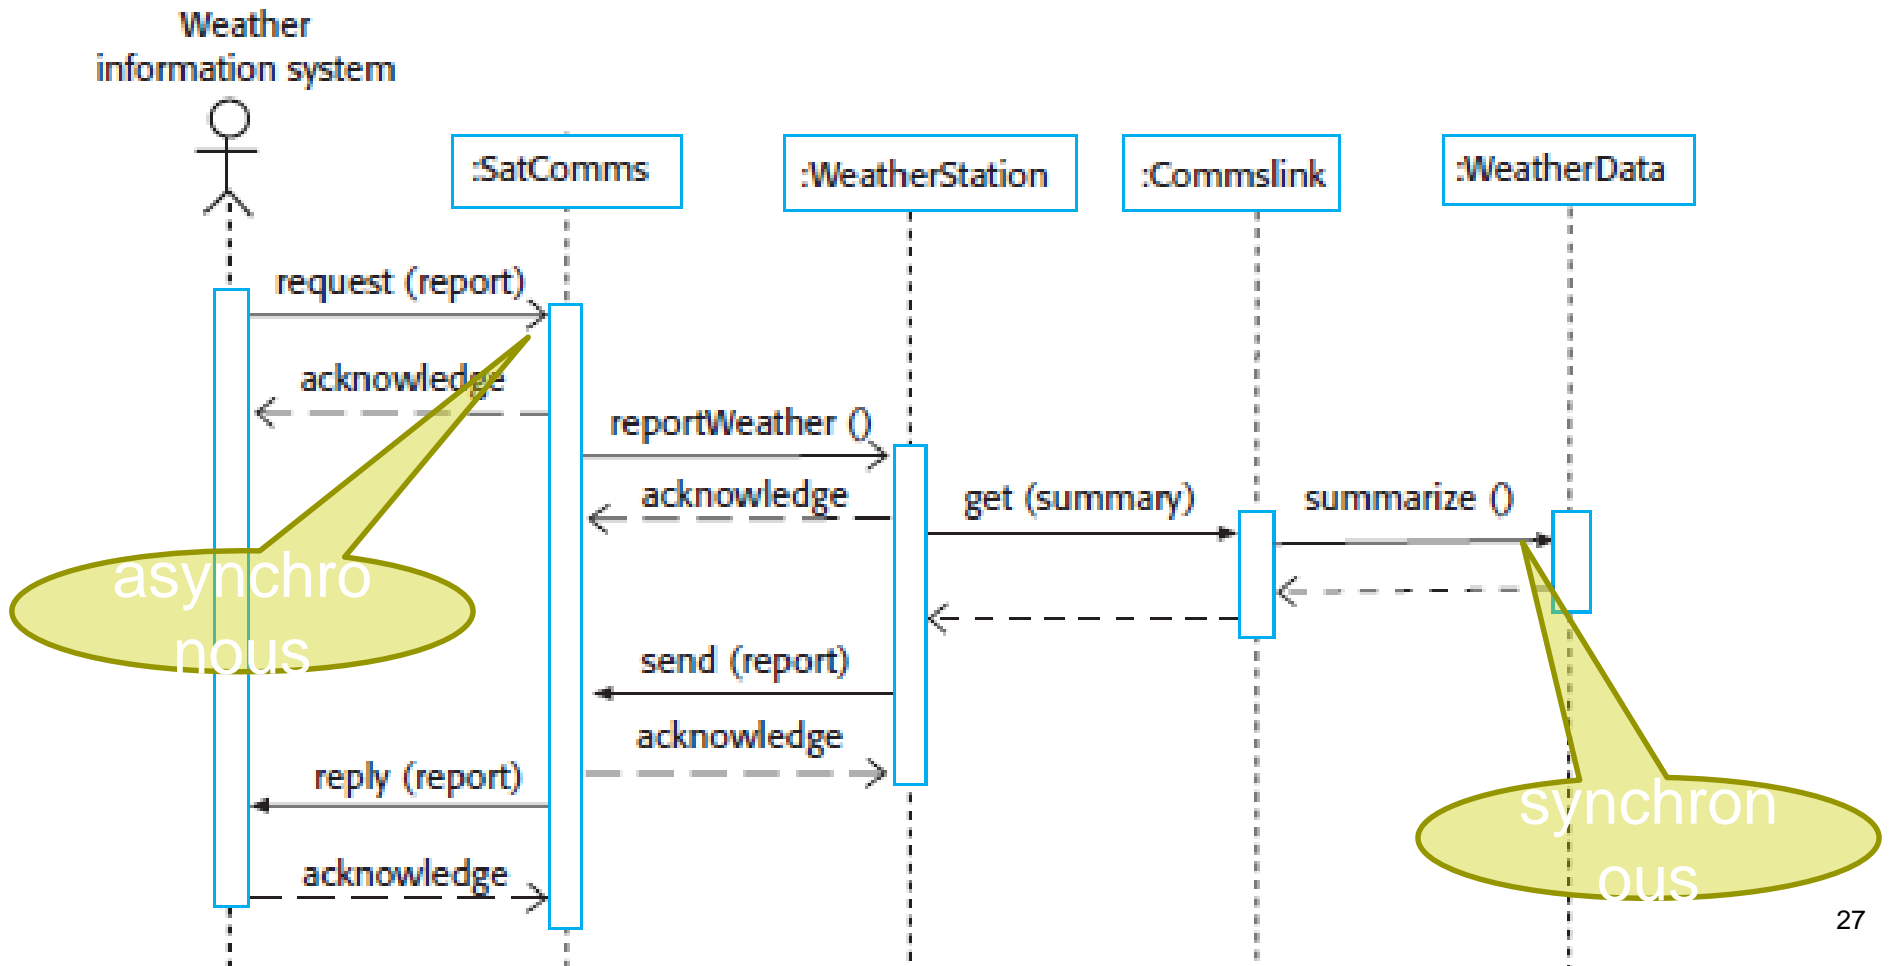 Weather
information system
:SatComms
:WeatherStation
:Commslink
:WeatherData
request (report)
acknowledge
reportWeather ()
acknowledge
get (summary)
summarize ()
asynchro
nous
send (report)
acknowledge
reply (report)
synchron
ous
acknowledge
27